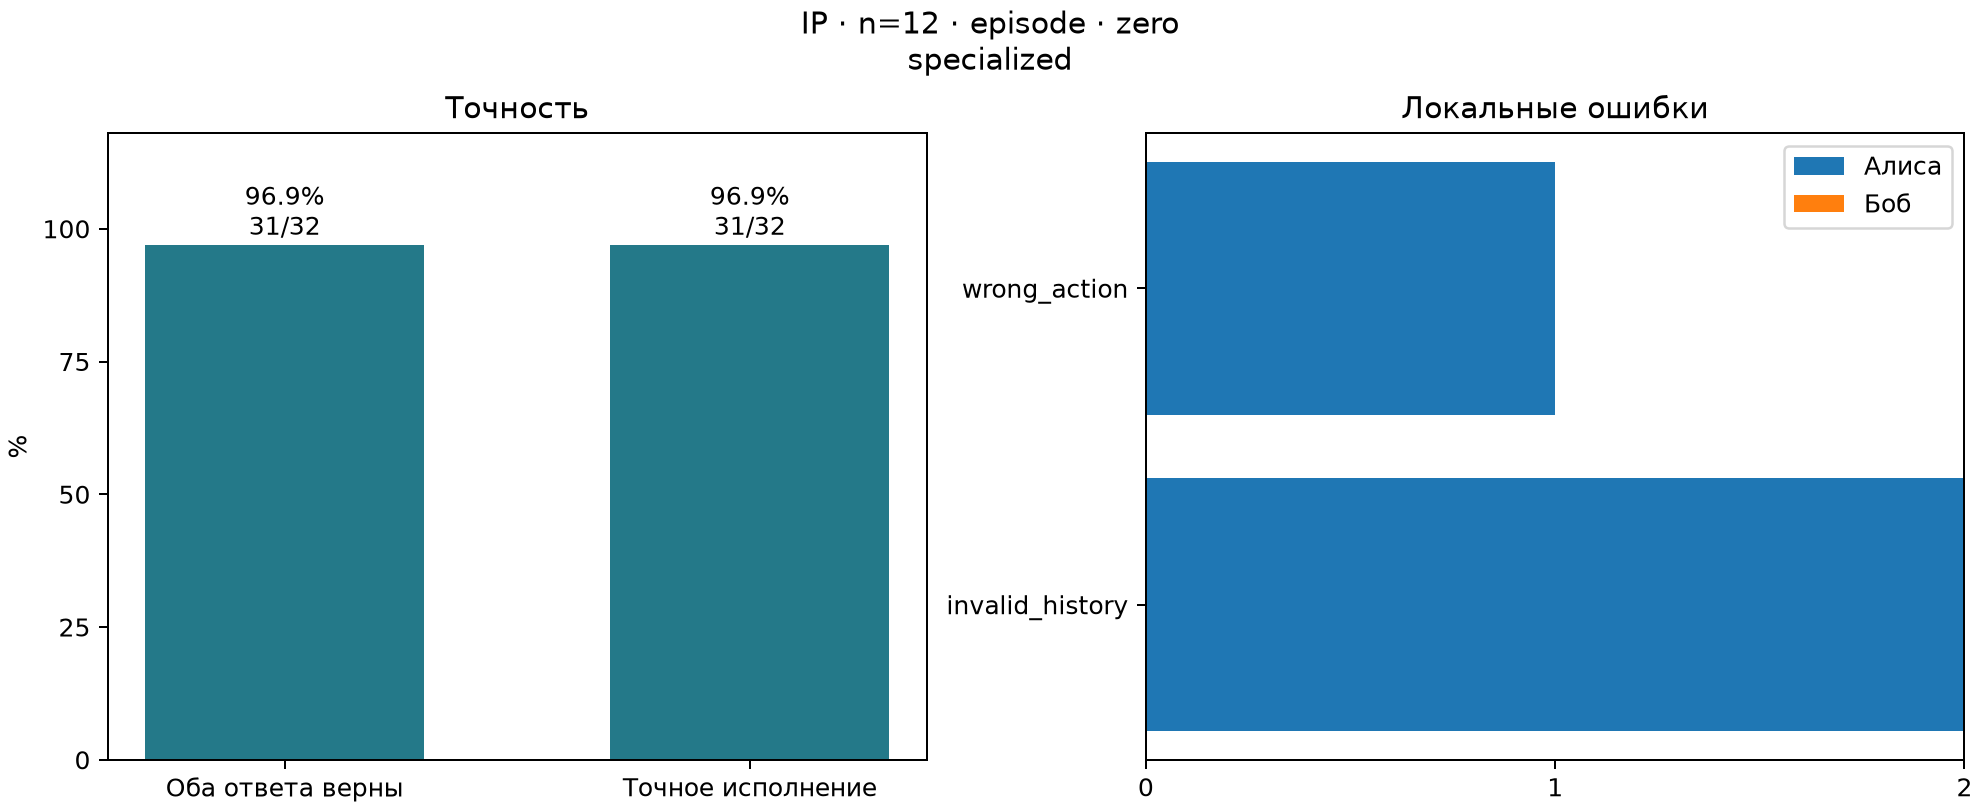 IP · n=12 · episode · zero
specialized
Точность
96.9%
31/32
96.9%
31/32
100
75
50
25
0
%
Оба ответа верны
Точное исполнение
Локальные ошибки
Алиса
Боб
wrong_action
invalid_history
0
1
2